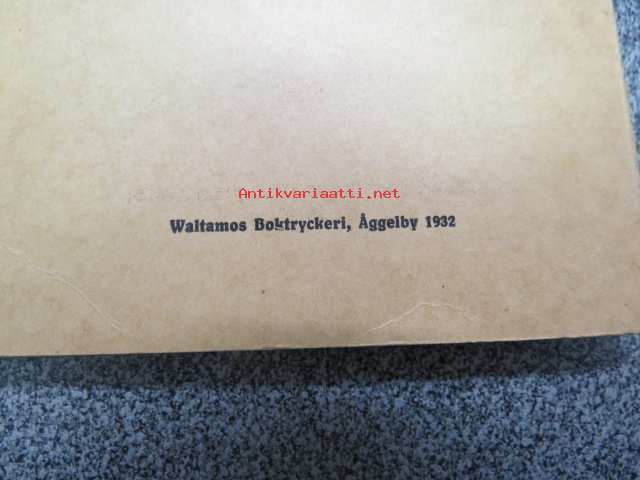 Antikvariaatti.net
Waltamos Boktryckeri, Åggelby 1932